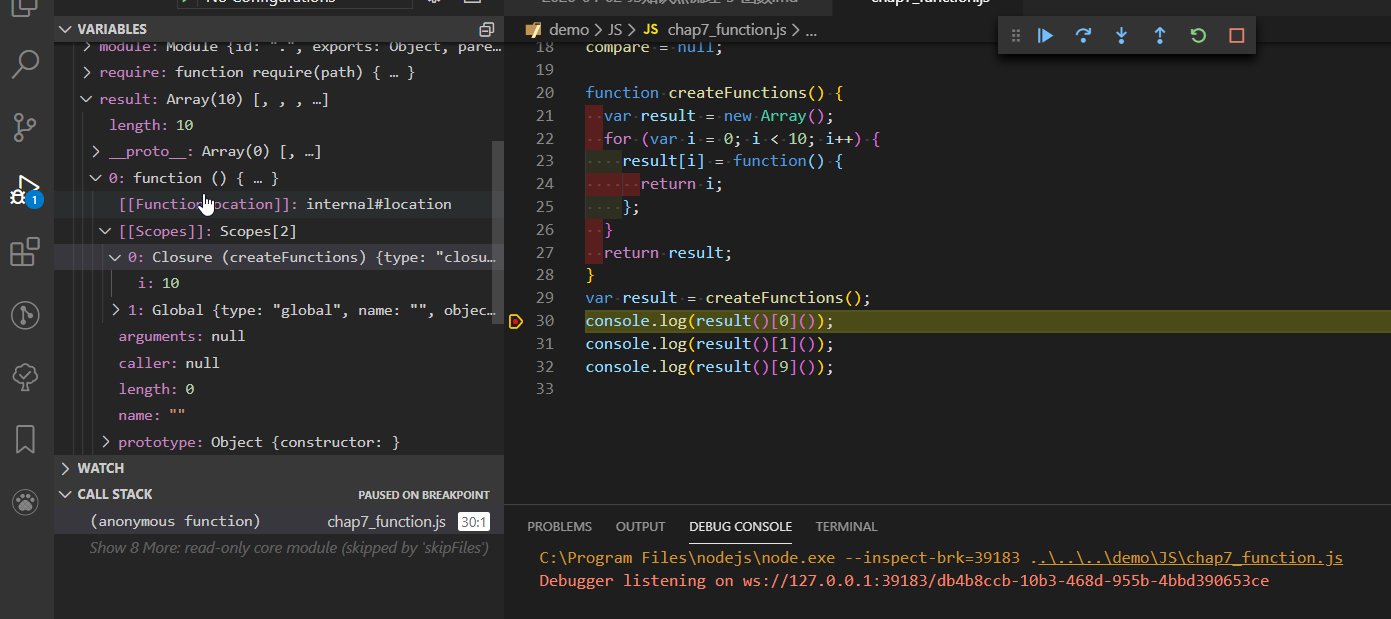 No Configurations
VARIABLES
module: Module {id: ".", exports: Object, pare…
require: function require(path) { … }
result: Array(10) [, , , …]
length: 10
__proto__: Array(0) [, …]
0: function () { … }
[[Function ocation]]: internal#location
[[Scopes]]: Scopes[2]
0: Closure (createFunctions) {type: "closu…
i: 10
1: Global {type: "global", name: "", objec…
arguments: null
caller: null
length: 0
name: ""
prototype: Object {constructor: }
WATCH
CALL STACK PAUSED ON BREAKPOINT
(anonymous function) chap7_function.js 30:1
Show 8 More: read-only core module (skipped by 'skipFiles')
1
chap7_function.js
demo > JS > JS chap7_function.js > ...
18 compare = null;
19
20 function createFunctions() {
21 var result = new Array();
22 for (var i = 0; i < 10; i++) {
23 result[i] = function() {
24 return i;
25 };
26 }
27 return result;
28 }
29 var result = createFunctions();
30 console.log(result()[0]());
31 console.log(result()[1]());
32 console.log(result()[9]());
33
PROBLEMS OUTPUT DEBUG CONSOLE TERMINAL
C:\Program Files\nodejs\node.exe --inspect-brk=39183 ..\..\..\demo\JS\chap7_function.js
Debugger listening on ws://127.0.0.1:39183/db4b8ccb-10b3-468d-955b-4bbd390653ce